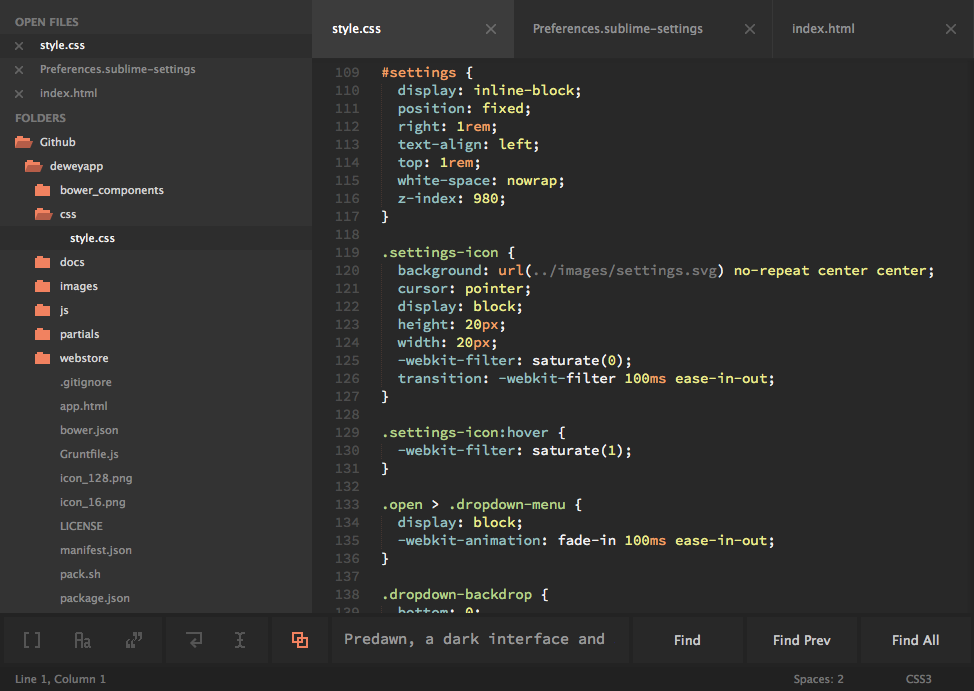 OPEN FILES
style.css
Preferences.sublime-settings
index.html
FOLDERS
Github
deweyapp
bower_components
css
style.css
docs
images
js
partials
webstore
.gitignore
app.html
bower.json
Gruntfile.js
icon_128.png
icon_16.png
LICENSE
manifest.json
pack.sh
package.json
style.css Preferences.sublime-settings index.html
109 #settings {
110 display: inline-block;
111 position: fixed;
112 right: 1rem;
113 text-align: left;
114 top: 1rem;
115 white-space: nowrap;
116 z-index: 980;
117 }
118
119 .settings-icon {
120 background: url(../images/settings.svg) no-repeat center center;
121 cursor: pointer;
122 display: block;
123 height: 20px;
124 width: 20px;
125 -webkit-filter: saturate(0);
126 transition: -webkit-filter 100ms ease-in-out;
127 }
128
129 .settings-icon:hover {
130 -webkit-filter: saturate(1);
131 }
132
133 .open > .dropdown-menu {
134 display: block;
135 -webkit-animation: fade-in 100ms ease-in-out;
136 }
137
138 .dropdown-backdrop {
139 bottom: 0;
[] Aa “” Predawn, a dark interface and Find Find Prev Find All
Line 1, Column 1 Spaces: 2 CSS3